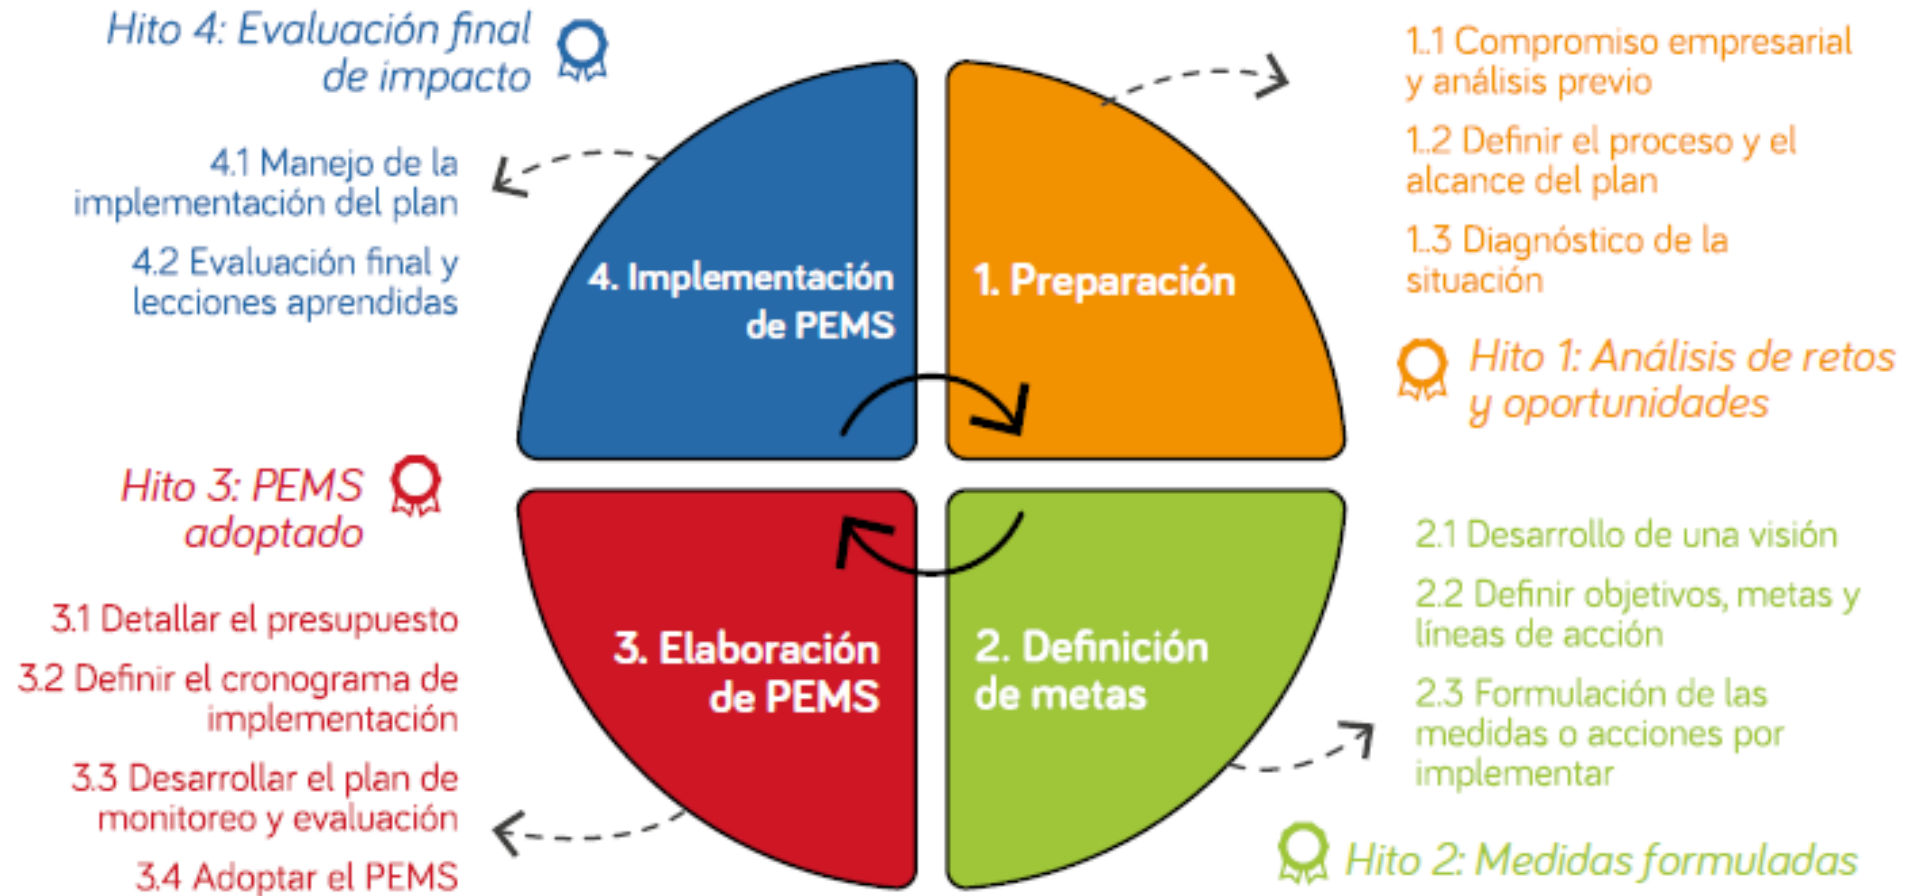 Hito 4: Evaluación final
de impacto
4.1 Manejo de la
implementación del plan
4.2 Evaluación final y
lecciones aprendidas
4. Implementación
de PEMS
1. Preparación
1..1 Compromiso empresarial
y análisis previo
1..2 Definir el proceso y el
alcance del plan
1..3 Diagnóstico de la
situación
Hito 1: Análisis de retos
y oportunidades
Hito 3: PEMS
adoptado
3.1 Detallar el presupuesto
3.2 Definir el cronograma de
implementación
3.3 Desarrollar el plan de
monitoreo y evaluación
3.4 Adoptar el PEMS
3. Elaboración
de PEMS
2. Definición
de metas
2.1 Desarrollo de una visión
2.2 Definir objetivos, metas y
líneas de acción
2.3 Formulación de las
medidas o acciones por
implementar
Hito 2: Medidas formuladas